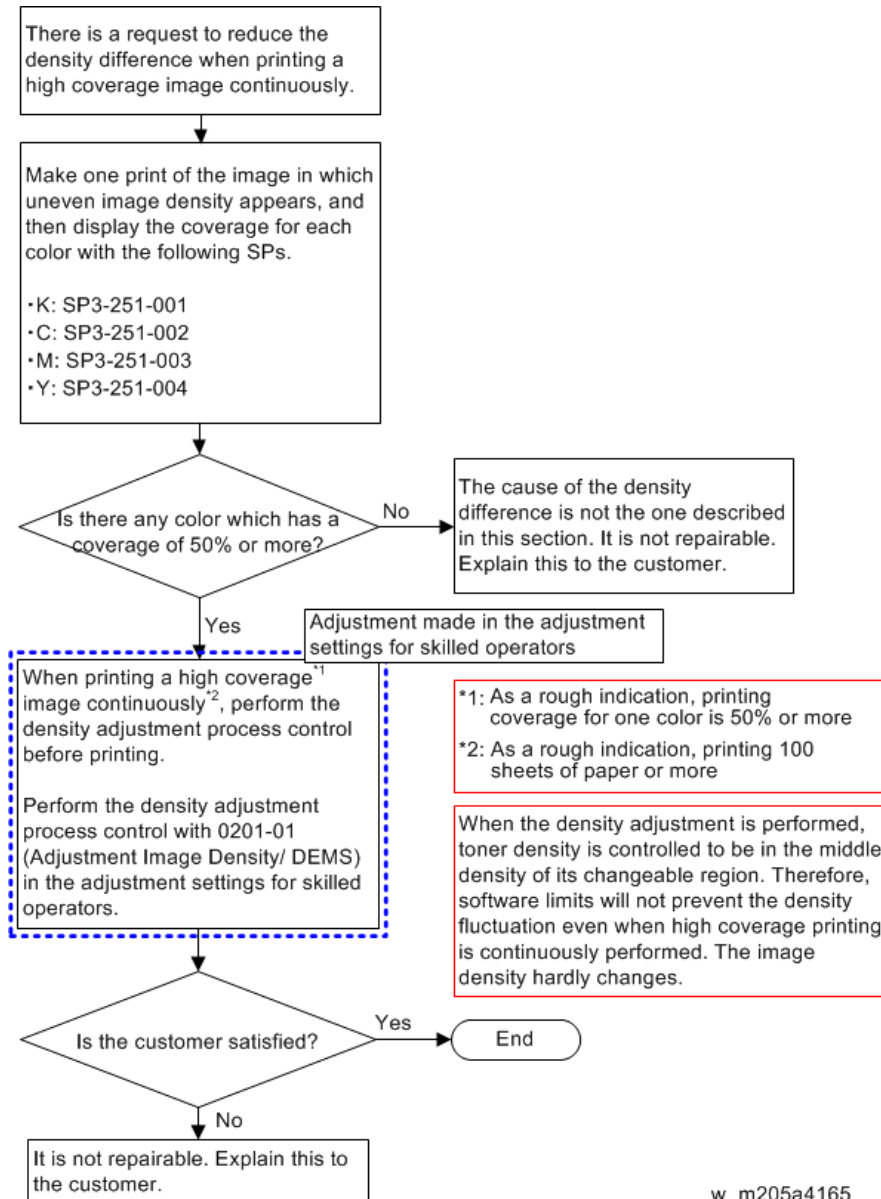 There is a request to reduce the
density difference when printing a
high coverage image continuously.
Make one print of the image in which
uneven image density appears, and
then display the coverage for each
color with the following SPs.
・K: SP3-251-001
・C: SP3-251-002
・M: SP3-251-003
・Y: SP3-251-004
Is there any color which has a
coverage of 50% or more?
No
The cause of the density
difference is not the one described
in this section. It is not repairable.
Explain this to the customer.
Yes
Adjustment made in the adjustment
settings for skilled operators
When printing a high coverage*1
image continuously*2, perform the
density adjustment process control
before printing.
Perform the density adjustment
process control with 0201-01
(Adjustment Image Density/ DEMS)
in the adjustment settings for skilled
operators.
*1: As a rough indication, printing
coverage for one color is 50% or more
*2: As a rough indication, printing 100
sheets of paper or more
When the density adjustment is performed,
toner density is controlled to be in the middle
density of its changeable region. Therefore,
software limits will not prevent the density
fluctuation even when high coverage printing
is continuously performed. The image
density hardly changes.
Is the customer satisfied?
Yes
End
No
It is not repairable. Explain this to
the customer.
w_m205a4165